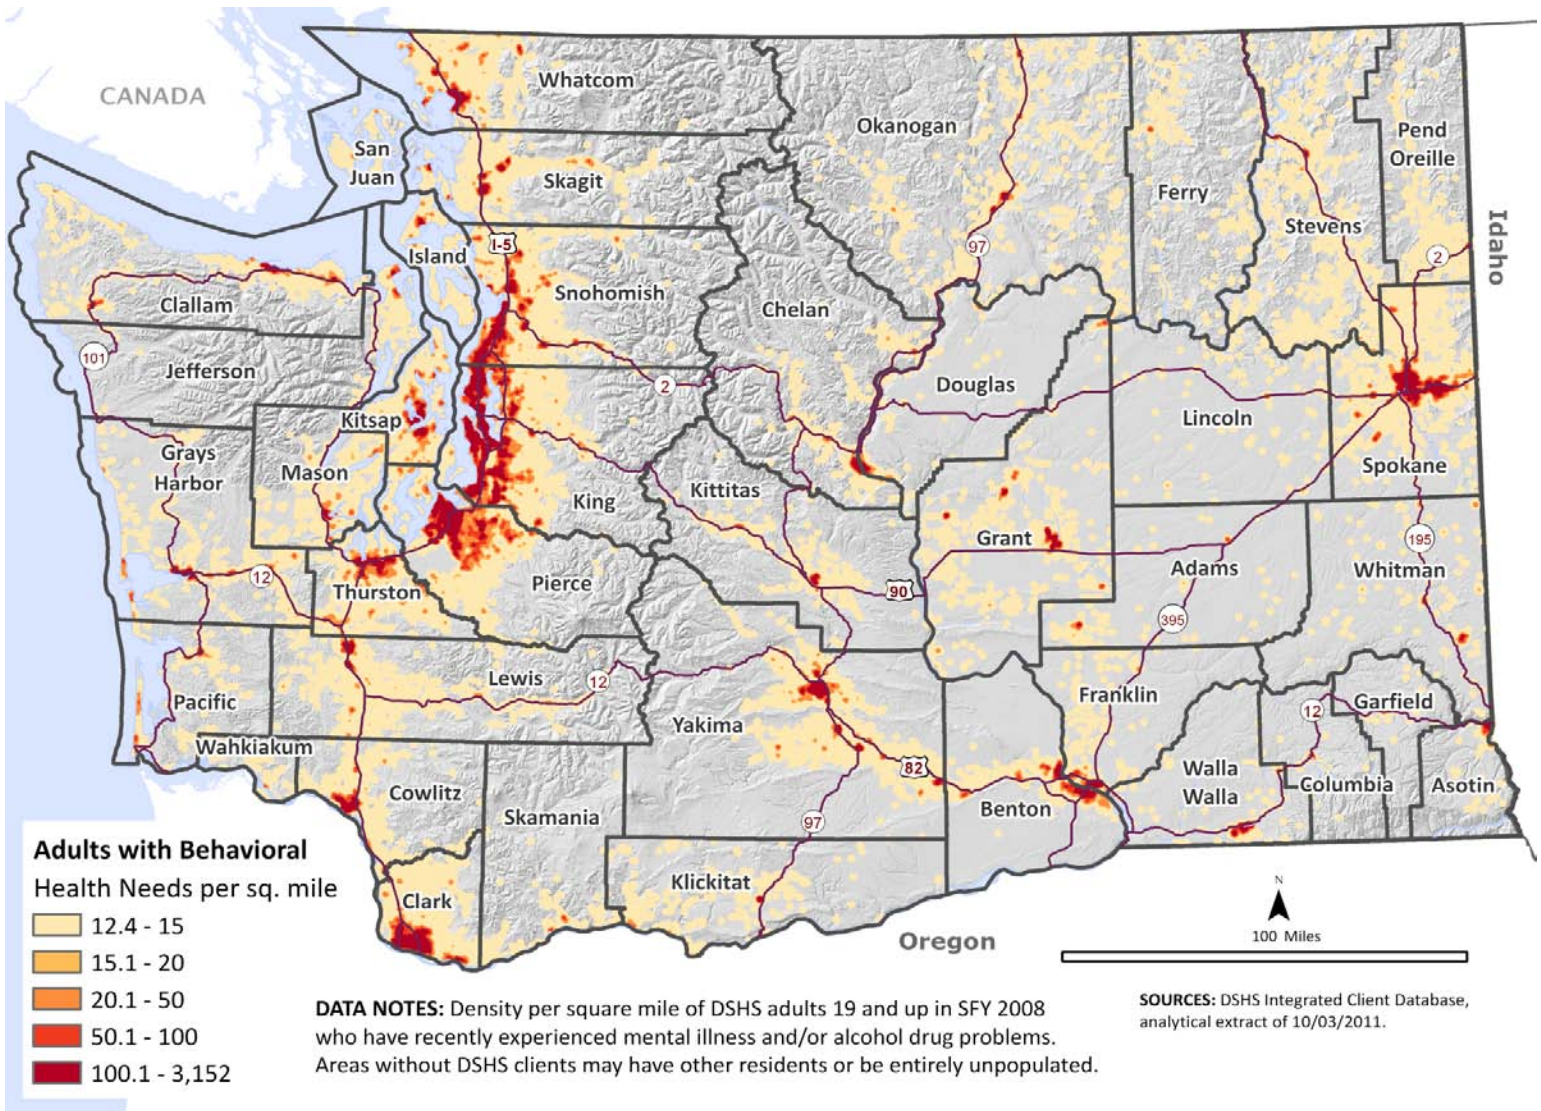 CANADA
Whatcom
San
Juan
Skagit
Okanogan
Ferry
Stevens
Pend
Oreille
Idaho
I-5
97
2
Island
Snohomish
Chelan
Clallam
101
Jefferson
2
Douglas
Lincoln
Kitsap
Grays
Harbor
Mason
King
Kittitas
Spokane
Grant
195
12
Thurston
Pierce
90
Adams
Whitman
395
Lewis
12
Pacific
Yakima
Franklin
12
Garfield
Wahkiakum
82
Walla
Walla
Columbia
Asotin
Cowlitz
Skamania
97
Benton
Clark
Klickitat
Oregon
N
100 Miles
Adults with Behavioral
Health Needs per sq. mile
12.4 - 15
15.1 - 20
20.1 - 50
50.1 - 100
100.1 - 3,152
DATA NOTES: Density per square mile of DSHS adults 19 and up in SFY 2008
who have recently experienced mental illness and/or alcohol drug problems.
Areas without DSHS clients may have other residents or be entirely unpopulated.
SOURCES: DSHS Integrated Client Database,
analytical extract of 10/03/2011.